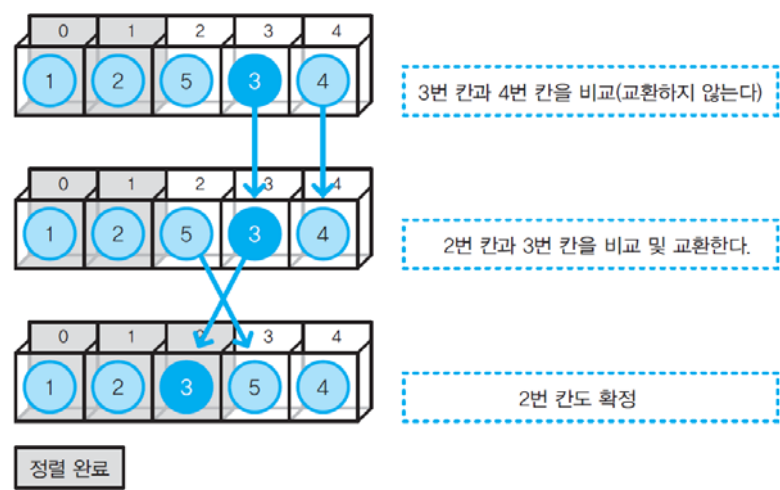 0 1 2 3 4
1 2 5 3 4
3번 칸과 4번 칸을 비교(교환하지 않는다)
0 1 2 3 4
1 2 5 3 4
2번 칸과 3번 칸을 비교 및 교환한다.
0 1 2 3 4
1 2 3 5 4
2번 칸도 확정
정렬 완료